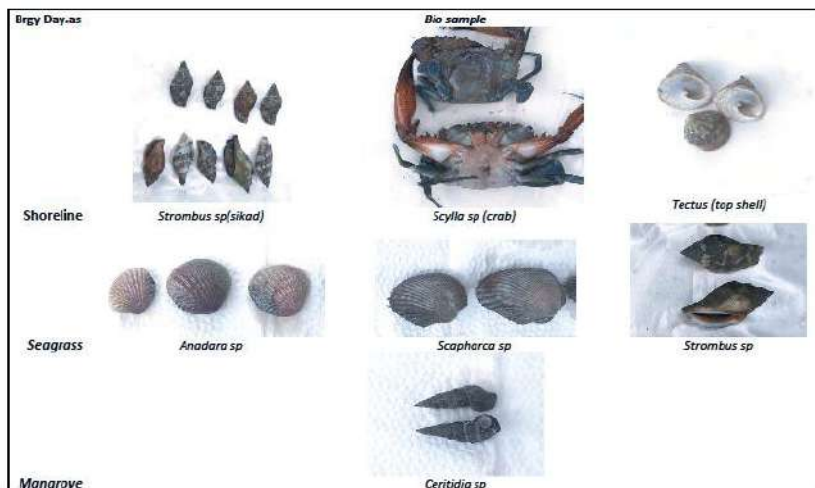 Brgy Day.as Bio sample
Shoreline Strombus sp(sikad) Scylla sp (crab) Tectus (top shell)
Seagrass Anadara sp Scapharca sp Strombus sp
Mangrove Ceritidia sp